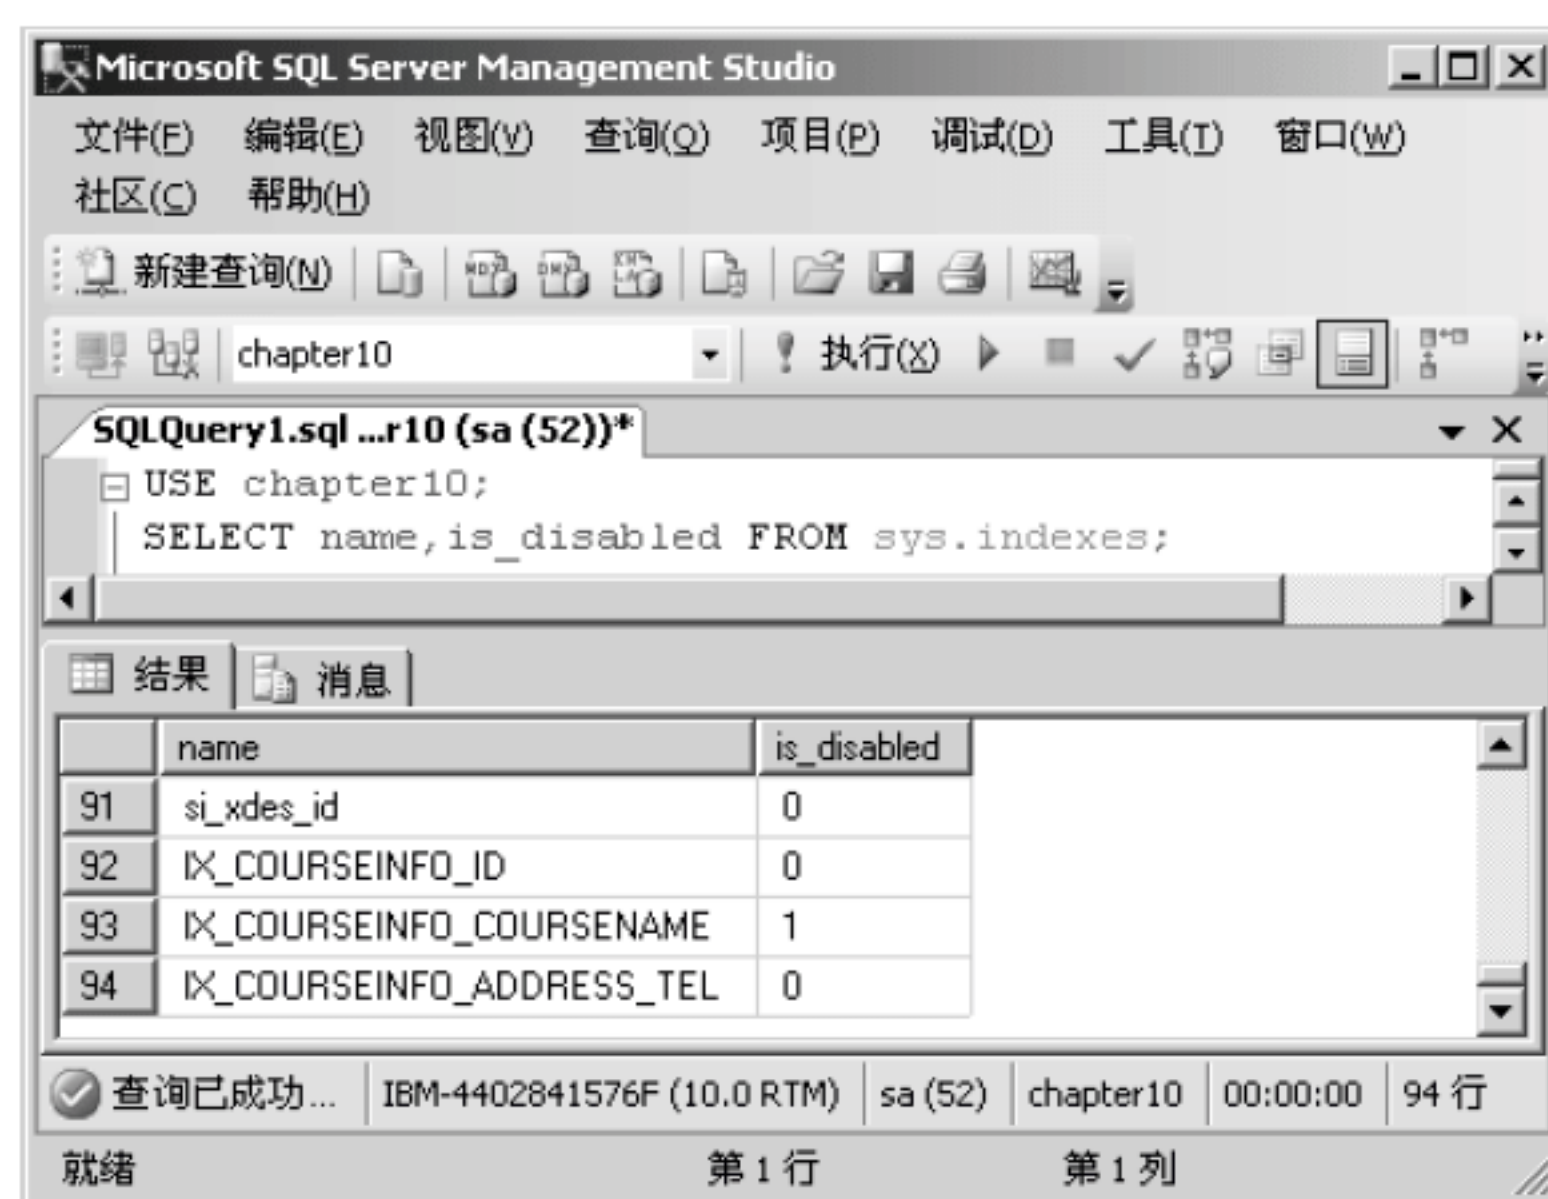 Microsoft SQL Server Management Studio
文件(F) 编辑(E) 视图(V) 查询(Q) 项目(P) 调试(D) 工具(T) 窗口(W)
社区(C) 帮助(H)
新建查询(N)
chapter10 执行(X)
SQLQuery1.sql ...r10 (sa (52))*
USE chapter10;
SELECT name,is_disabled FROM sys.indexes;
结果 消息
name is_disabled
91 si_xdes_id 0
92 IX_COURSEINFO_ID 0
93 IX_COURSEINFO_COURSENAME 1
94 IX_COURSEINFO_ADDRESS_TEL 0
查询已成功... IBM-4402841576F (10.0 RTM) sa (52) chapter10 00:00:00 94 行
就绪 第 1 行 第 1 列